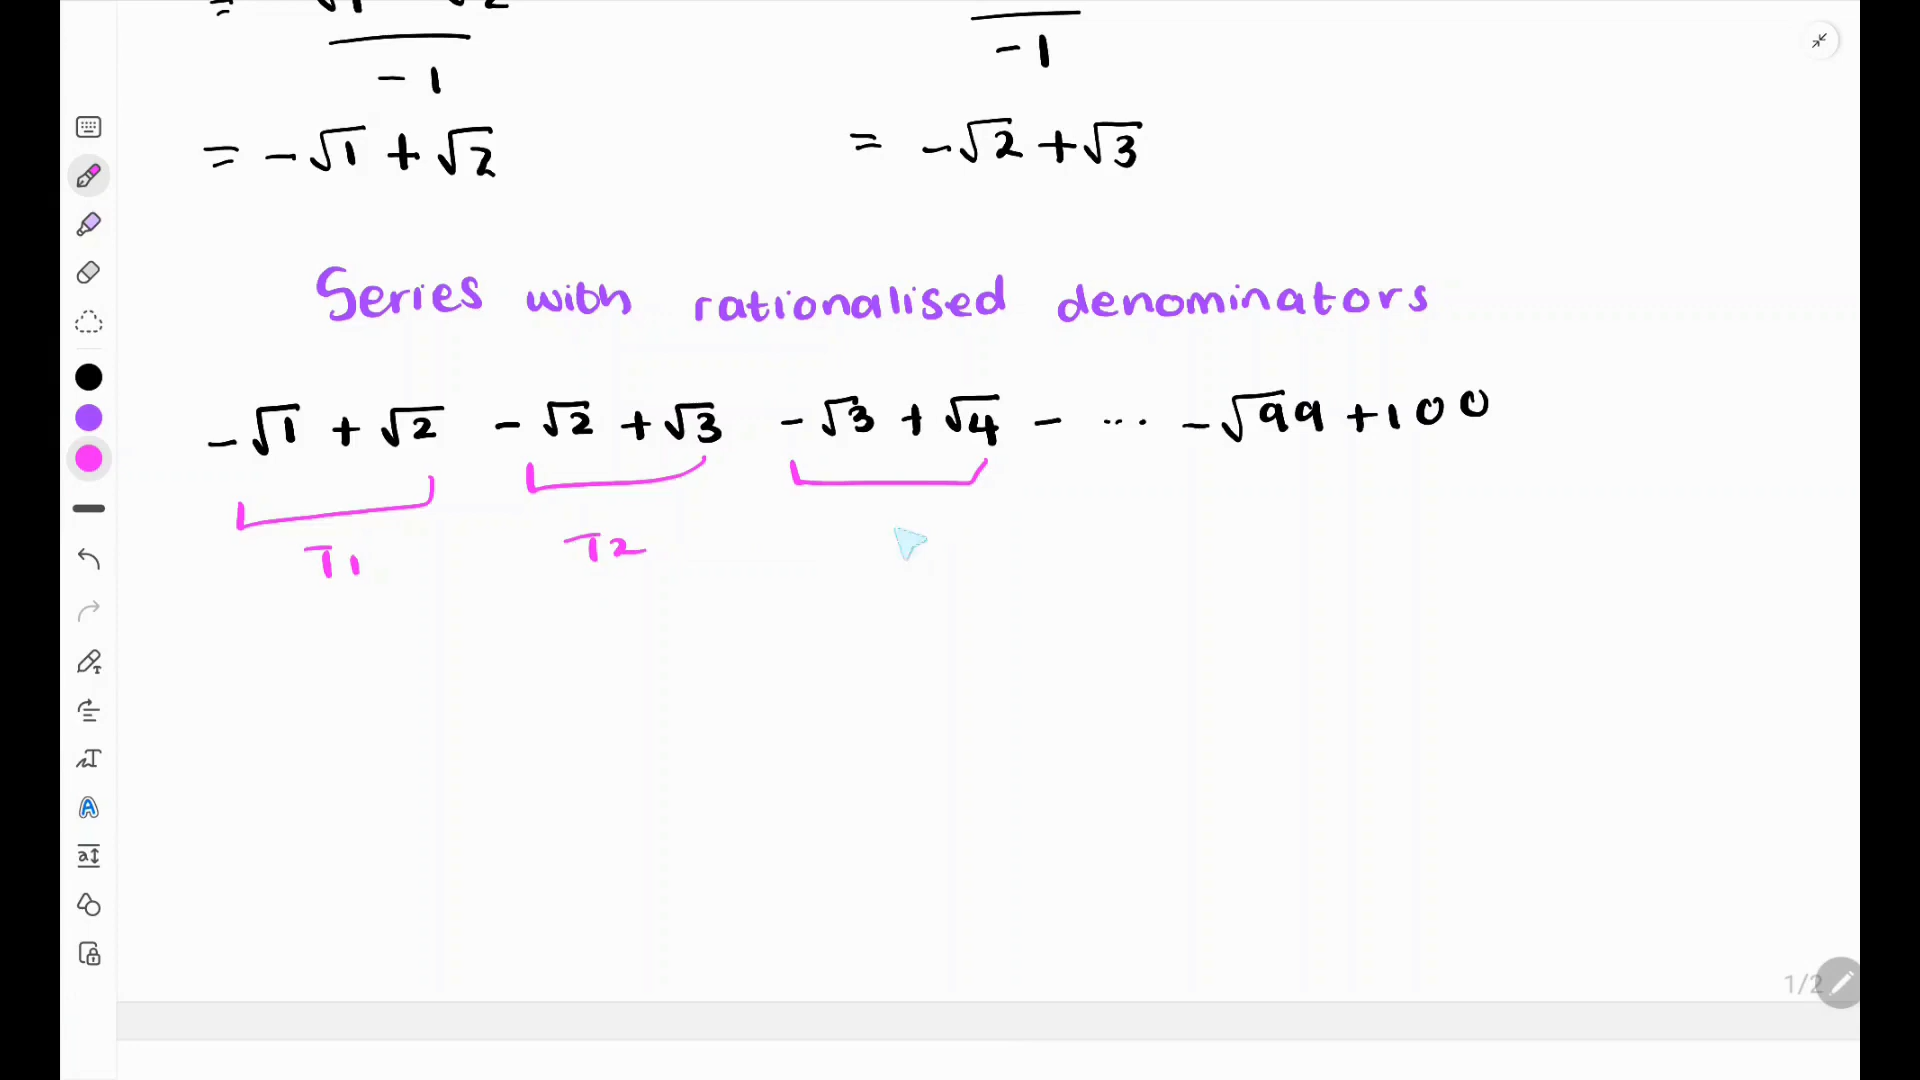 = 
-1
-1
= -√1 + √2
= -√2 + √3
Series with rationalised denominators
-√1 + √2 - √2 + √3 - √3 + √4 - ... - √99 + 100
T1
T2
1/2